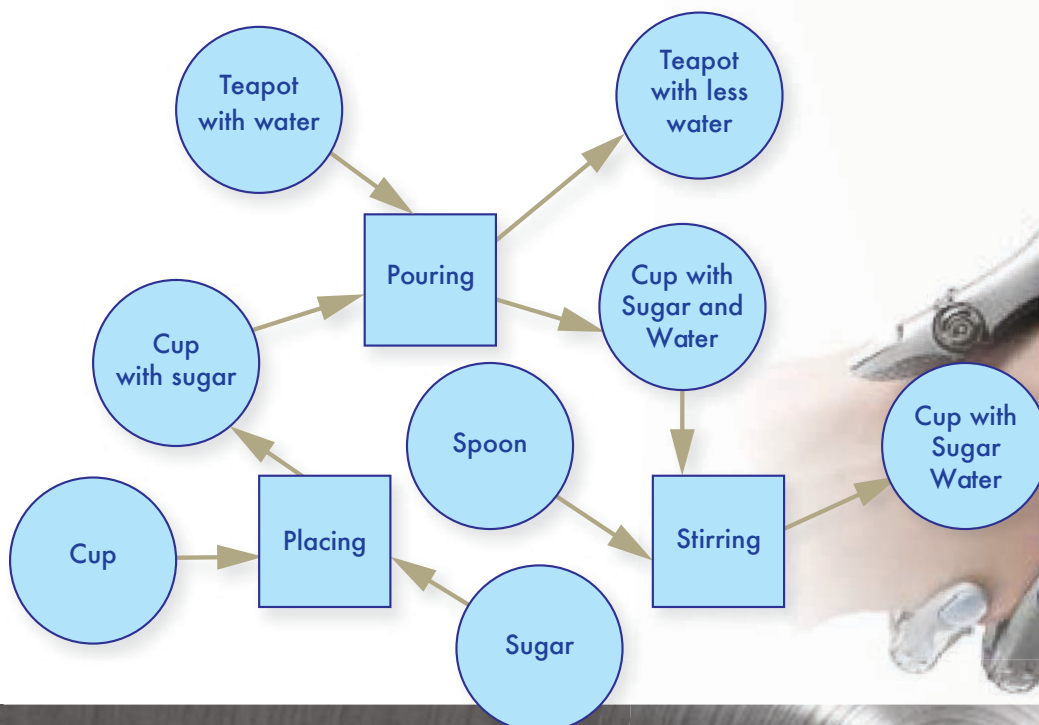 Teapot
with water
Teapot
with less
water
Pouring
Cup with
Sugar and
Water
Cup
with sugar
Spoon
Cup with
Sugar
Water
Cup
Placing
Stirring
Sugar